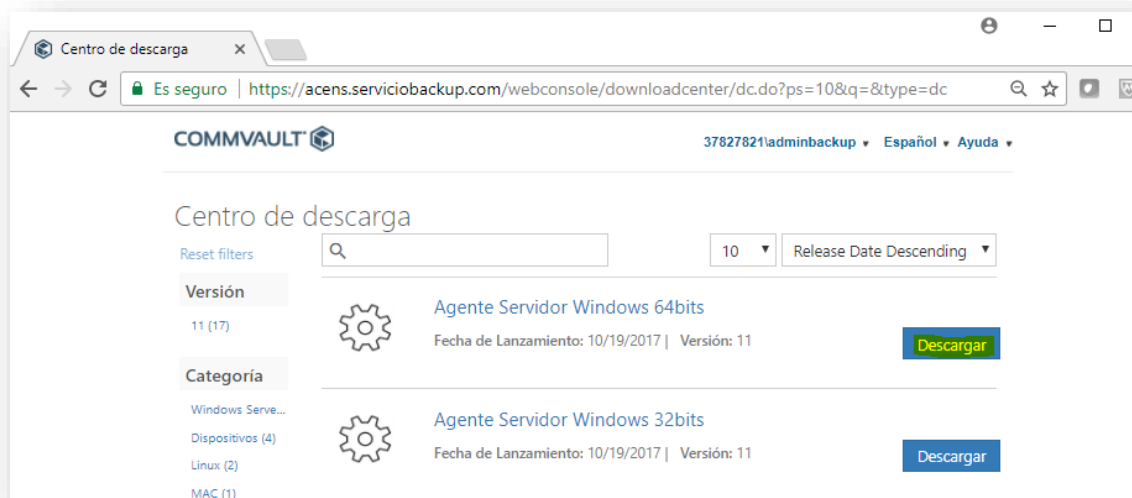 Centro de descarga
Es seguro | https://acens.serviciobackup.com/webconsole/downloadcenter/dc.do?ps=10&q=&type=dc
COMMVAULT
37827821\adminbackup Español Ayuda
Centro de descarga
Reset filters
10 Release Date Descending
Versión
11 (17)
Agente Servidor Windows 64bits
Fecha de Lanzamiento: 10/19/2017 | Versión: 11
Descargar
Categoría
Windows Serve...
Dispositivos (4)
Linux (2)
MAC (1)
Agente Servidor Windows 32bits
Fecha de Lanzamiento: 10/19/2017 | Versión: 11
Descargar